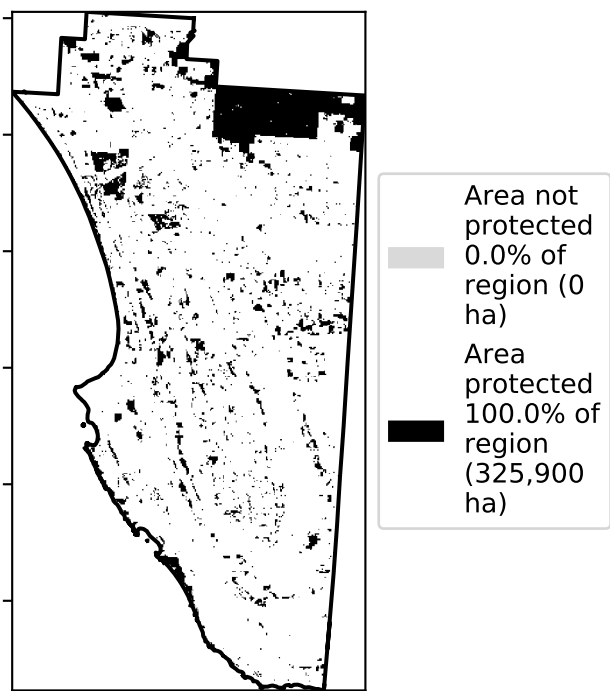 Area not
protected
0.0% of
region (0
ha)
Area
protected
100.0% of
region
(325,900
ha)